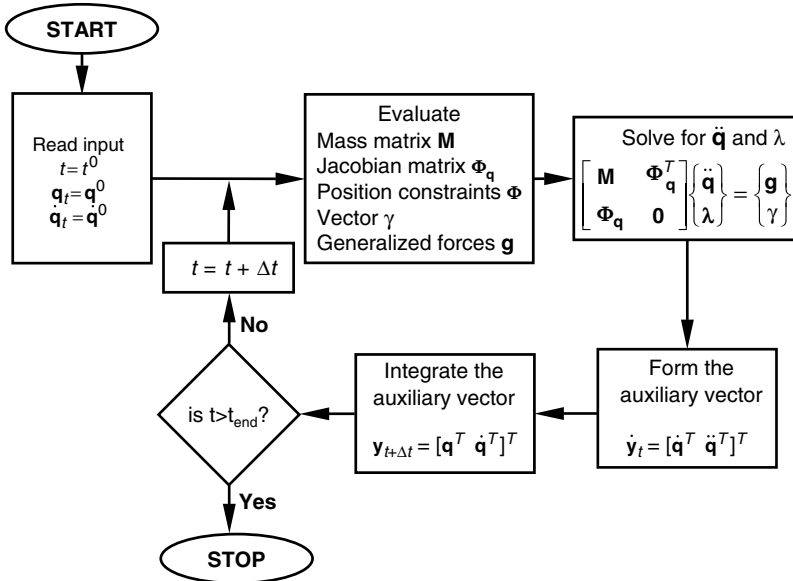 START
Read input
t = t⁰
q_t = q⁰
q̇_t = q̇⁰
Evaluate
Mass matrix M
Jacobian matrix Φ_q
Position constraints Φ
Vector γ
Generalized forces g
Solve for q̈ and λ
[M Φ_q^T; Φ_q 0]{q̈; λ} = {g; γ}
t = t + Δt
No
is t>t_end?
Yes
STOP
Integrate the
auxiliary vector
y_{t+Δt} = [q^T q̇^T]^T
Form the
auxiliary vector
ẏ_t = [q̇^T q̈^T]^T